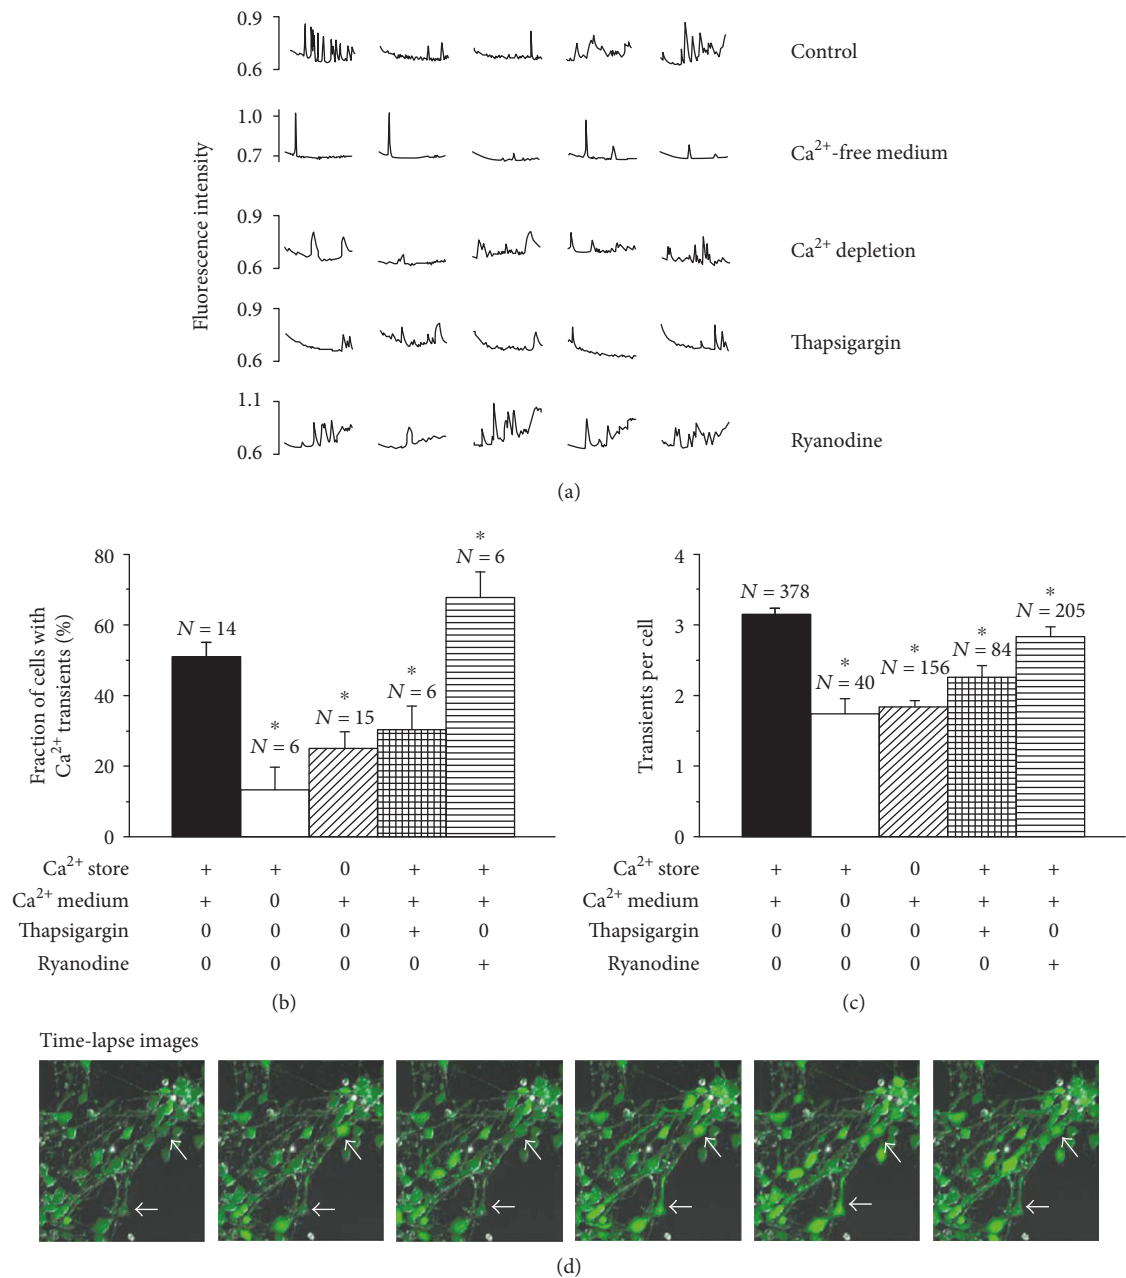 Fluorescence intensity
0.9
0.6
Control
1.0
0.7
Ca²⁺-free medium
0.9
0.6
Ca²⁺ depletion
0.9
0.6
Thapsigargin
1.1
0.6
Ryanodine
(a)
Fraction of cells with
Ca²⁺ transients (%)
80
60
40
20
0
N = 14
*
N = 6
*
N = 15
*
N = 6
*
N = 6
Ca²⁺ store + + 0 + +
Ca²⁺ medium + 0 + + +
Thapsigargin 0 0 0 + 0
Ryanodine 0 0 0 0 +
(b)
Transients per cell
4
3
2
1
0
N = 378
*
N = 40
*
N = 156
*
N = 84
*
N = 205
Ca²⁺ store + + 0 + +
Ca²⁺ medium + 0 + + +
Thapsigargin 0 0 0 + 0
Ryanodine 0 0 0 0 +
(c)
Time-lapse images
(d)